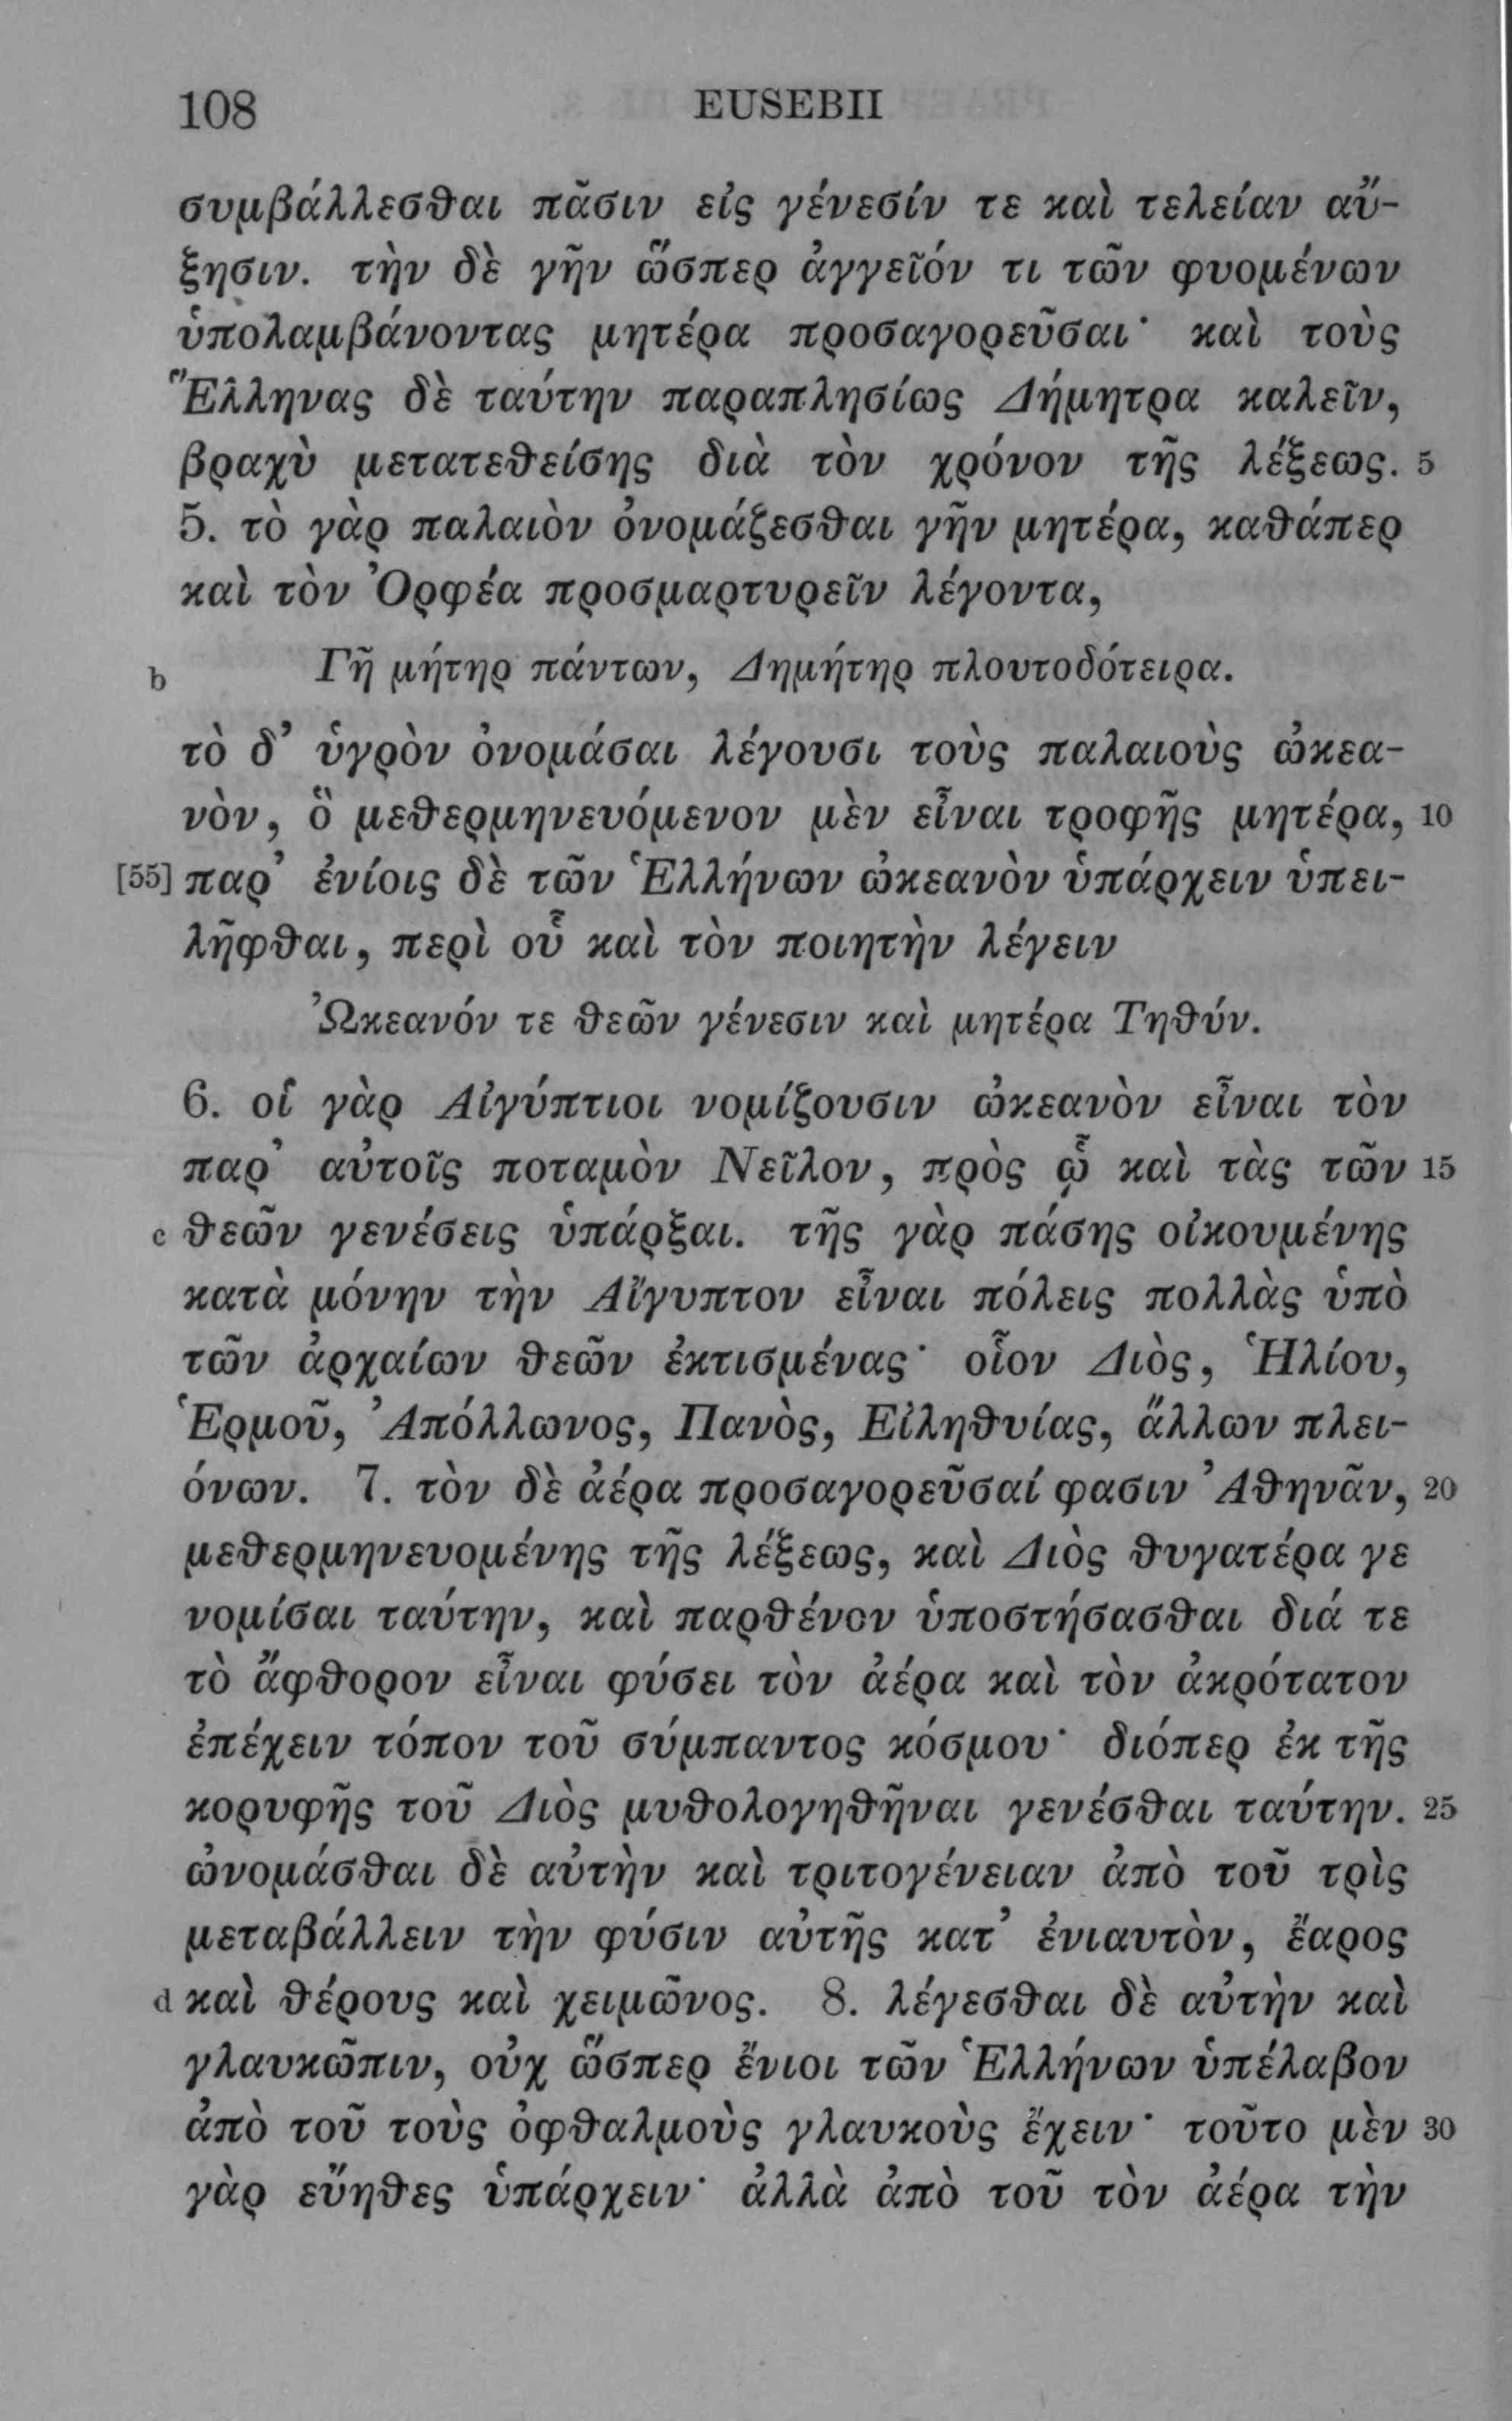 108 EUSEBII
συμβάλλεσθαι πᾶσιν εἰς γένεσίν τε καὶ τελείαν αὔ-
ξησιν. τὴν δὲ γῆν ὥσπερ ἀγγεῖόν τι τῶν φυομένων
ὑπολαμβάνοντας μητέρα προσαγορεῦσαι· καὶ τοὺς
Ἕλληνας δὲ ταύτην παραπλησίως Δήμητρα καλεῖν,
βραχὺ μετατεθείσης διὰ τὸν χρόνον τῆς λέξεως. 5
5. τὸ γὰρ παλαιὸν ὀνομάζεσθαι γῆν μητέρα, καθάπερ
καὶ τὸν Ὀρφέα προσμαρτυρεῖν λέγοντα,
b Γῆ μήτηρ πάντων, Δημήτηρ πλουτοδότειρα.
τὸ δ’ ὑγρὸν ὀνομάσαι λέγουσι τοὺς παλαιοὺς ὠκεα-
νὸν, ὃ μεθερμηνευόμενον μὲν εἶναι τροφῆς μητέρα, 10
[55] παρ’ ἐνίοις δὲ τῶν Ἑλλήνων ὠκεανὸν ὑπάρχειν ὑπει-
λῆφθαι, περὶ οὗ καὶ τὸν ποιητὴν λέγειν
Ὠκεανόν τε θεῶν γένεσιν καὶ μητέρα Τηθύν.
6. οἱ γὰρ Αἰγύπτιοι νομίζουσιν ὠκεανὸν εἶναι τὸν
παρ’ αὐτοῖς ποταμὸν Νεῖλον, πρὸς ᾧ καὶ τὰς τῶν 15
c θεῶν γενέσεις ὑπάρξαι. τῆς γὰρ πάσης οἰκουμένης
κατὰ μόνην τὴν Αἴγυπτον εἶναι πόλεις πολλὰς ὑπὸ
τῶν ἀρχαίων θεῶν ἐκτισμένας· οἷον Διὸς, Ἡλίου,
Ἑρμοῦ, Ἀπόλλωνος, Πανὸς, Εἰληθυίας, ἄλλων πλει-
όνων. 7. τὸν δὲ ἀέρα προσαγορεῦσαί φασιν Ἀθηνᾶν, 20
μεθερμηνευομένης τῆς λέξεως, καὶ Διὸς θυγατέρα γε
νομίσαι ταύτην, καὶ παρθένον ὑποστήσασθαι διά τε
τὸ ἄφθορον εἶναι φύσει τὸν ἀέρα καὶ τὸν ἀκρότατον
ἐπέχειν τόπον τοῦ σύμπαντος κόσμου· διόπερ ἐκ τῆς
κορυφῆς τοῦ Διὸς μυθολογηθῆναι γενέσθαι ταύτην. 25
ὠνομάσθαι δὲ αὐτὴν καὶ τριτογένειαν ἀπὸ τοῦ τρὶς
μεταβάλλειν τὴν φύσιν αὐτῆς κατ’ ἐνιαυτὸν, ἔαρος
d καὶ θέρους καὶ χειμῶνος. 8. λέγεσθαι δὲ αὐτὴν καὶ
γλαυκῶπιν, οὐχ ὥσπερ ἔνιοι τῶν Ἑλλήνων ὑπέλαβον
ἀπὸ τοῦ τοὺς ὀφθαλμοὺς γλαυκοὺς ἔχειν· τοῦτο μὲν 30
γὰρ εὔηθες ὑπάρχειν· ἀλλὰ ἀπὸ τοῦ τὸν ἀέρα τὴν